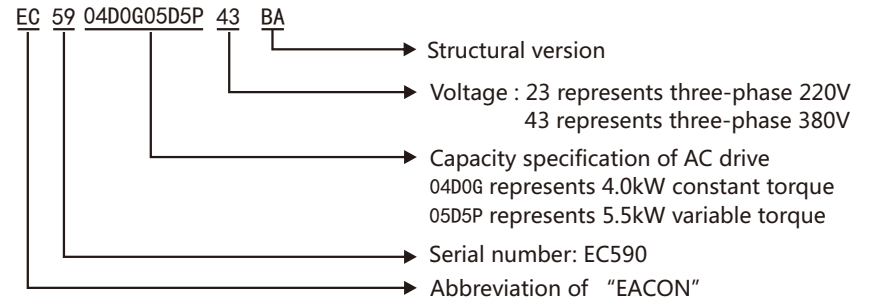 EC 59 04D0G05D5P 43 BA
Structural version
Voltage : 23 represents three-phase 220V
43 represents three-phase 380V
Capacity specification of AC drive
04D0G represents 4.0kW constant torque
05D5P represents 5.5kW variable torque
Serial number: EC590
Abbreviation of “EACON”